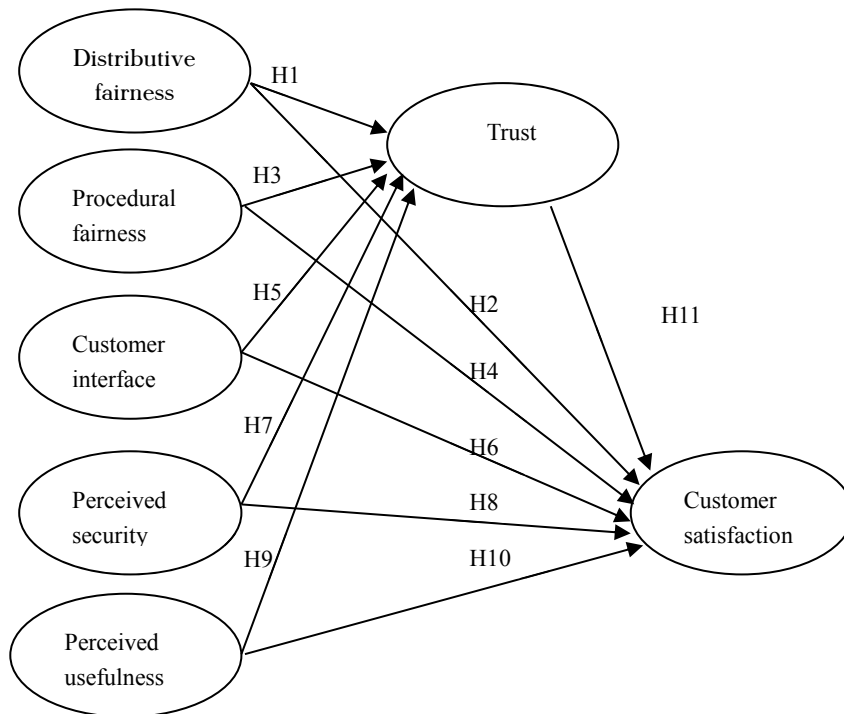 Distributive
fairness
H1
Trust
Procedural
fairness
H3
H5
H2
H11
Customer
interface
H4
H7
H6
Perceived
security
H8
Customer
satisfaction
H9
H10
Perceived
usefulness